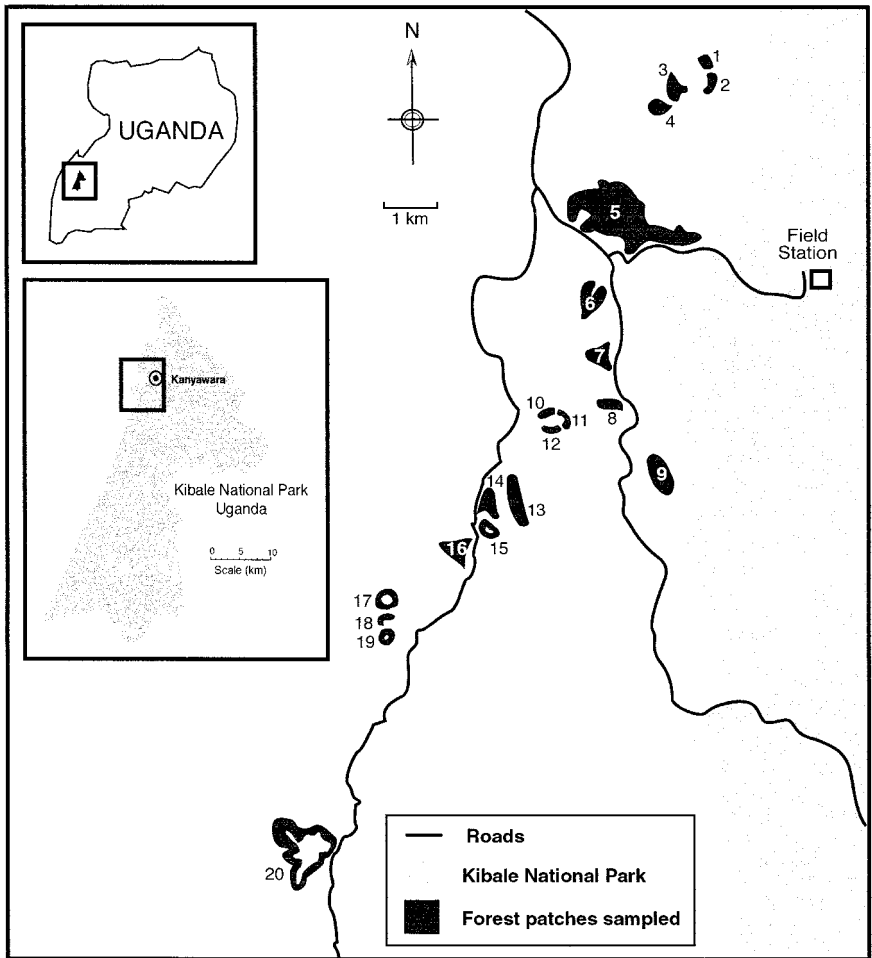 UGANDA
N
1 km
1
2
3
4
5
Field
Station
6
7
8
9
10
11
12
13
14
15
16
17
18
19
20
Kanyawara
Kibale National Park
Uganda
0 5 10
Scale (km)
Roads
Kibale National Park
Forest patches sampled